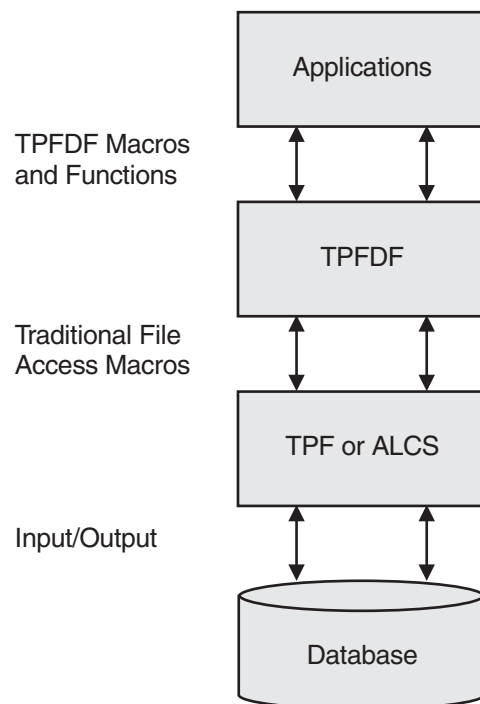 Applications
TPFDF Macros
and Functions
TPFDF
Traditional File
Access Macros
TPF or ALCS
Input/Output
Database